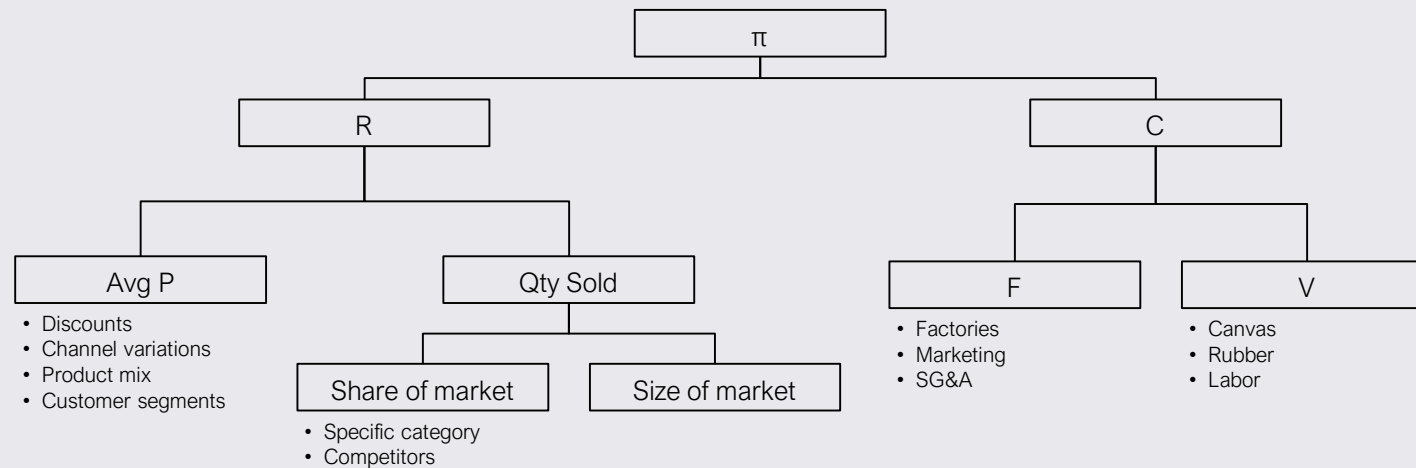 π
R
C
Avg P
• Discounts
• Channel variations
• Product mix
• Customer segments
Qty Sold
Share of market
• Specific category
• Competitors
Size of market
F
• Factories
• Marketing
• SG&A
V
• Canvas
• Rubber
• Labor